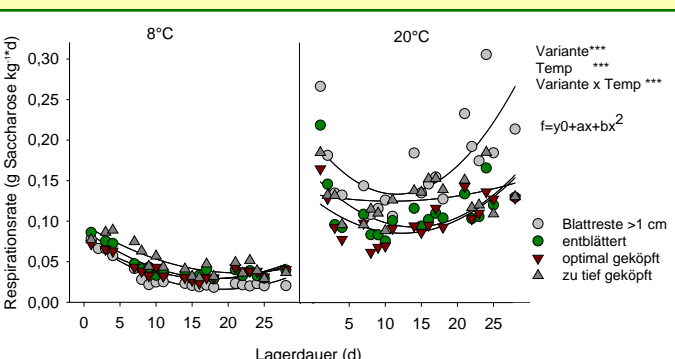 8°C
20°C
Respirationsrate (g Saccharose kg⁻¹*d)
0,30
0,25
0,20
0,15
0,10
0,05
0,00
0 5 10 15 20 25
5 10 15 20 25
Lagerdauer (d)
Variante***
Temp ***
Variante x Temp ***
f=y0+ax+bx²
Blattreste >1 cm
entblättert
optimal geköpft
zu tief geköpft